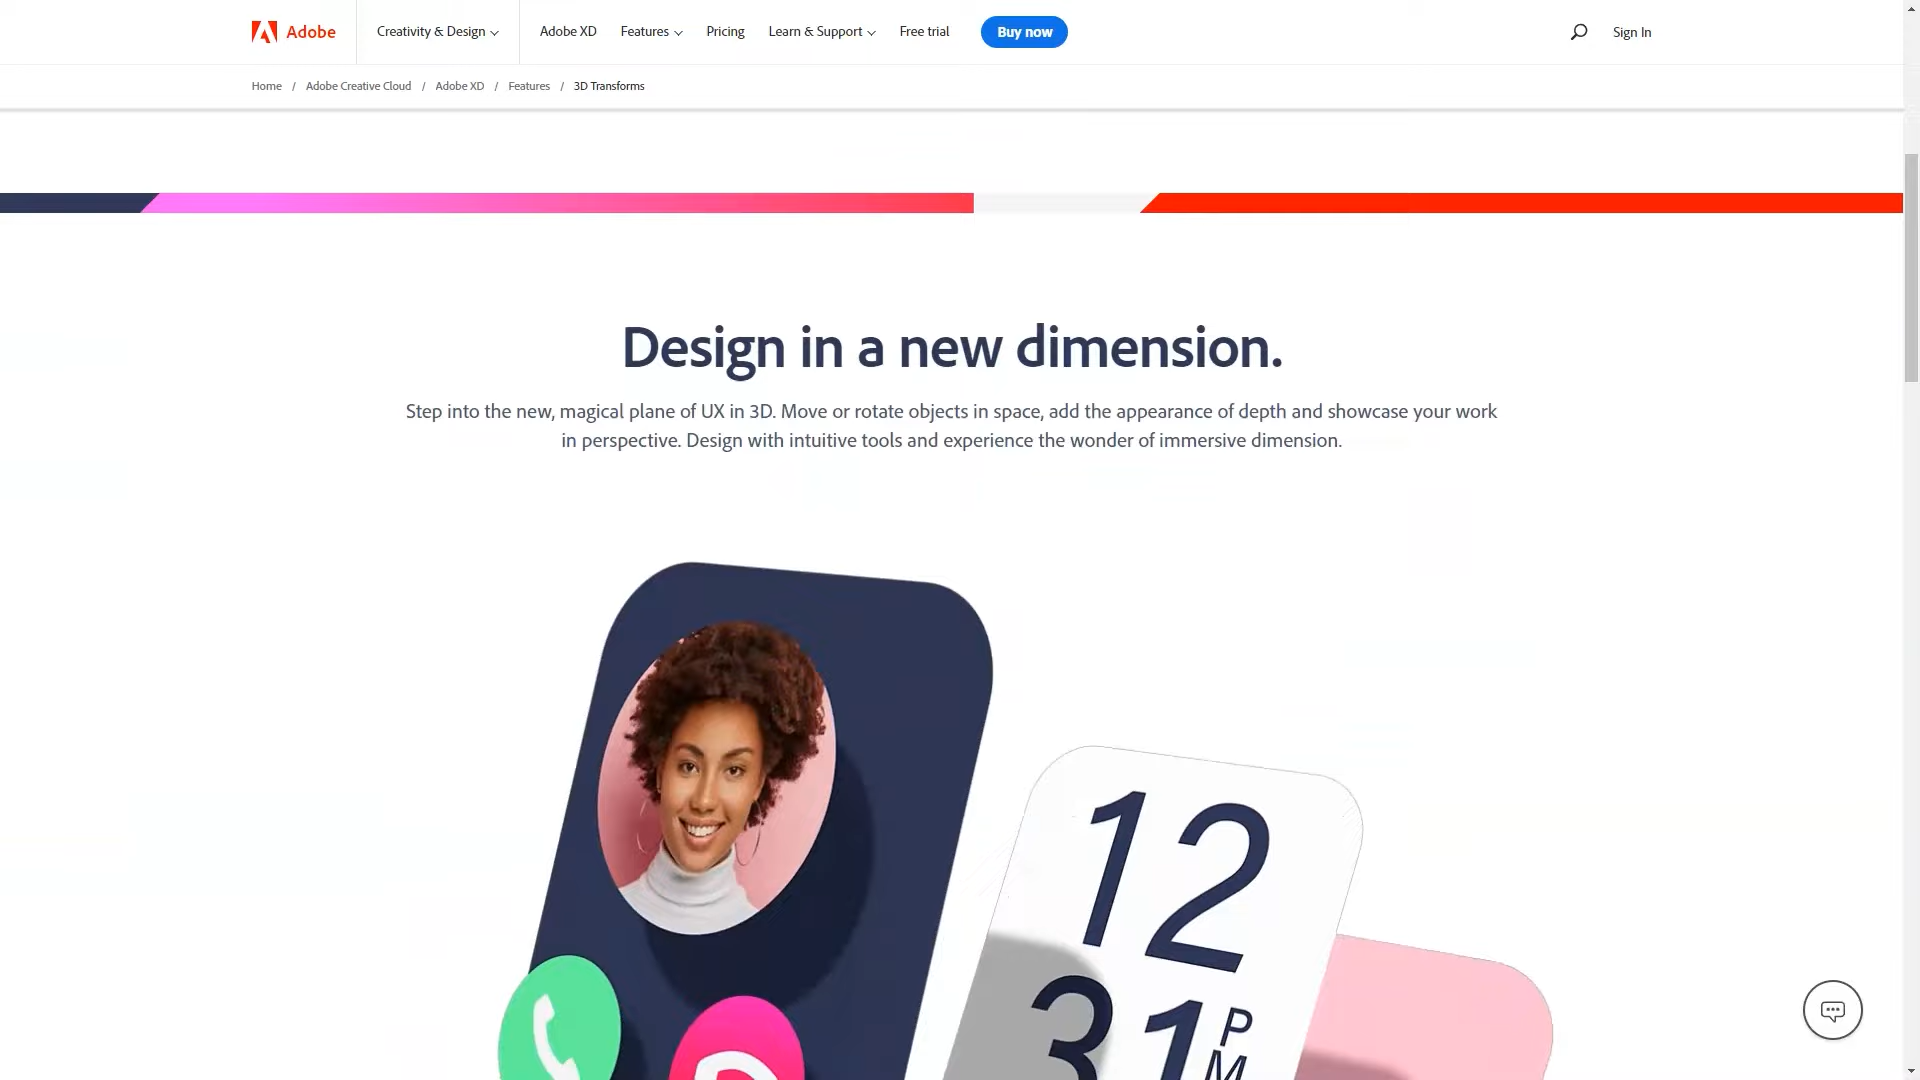 Adobe
Creativity & Design
Adobe XD
Features
Pricing
Learn & Support
Free trial
Buy now
Sign In
Home / Adobe Creative Cloud / Adobe XD / Features / 3D Transforms
Design in a new dimension.
Step into the new, magical plane of UX in 3D. Move or rotate objects in space, add the appearance of depth and showcase your work
in perspective. Design with intuitive tools and experience the wonder of immersive dimension.
12
31
PM